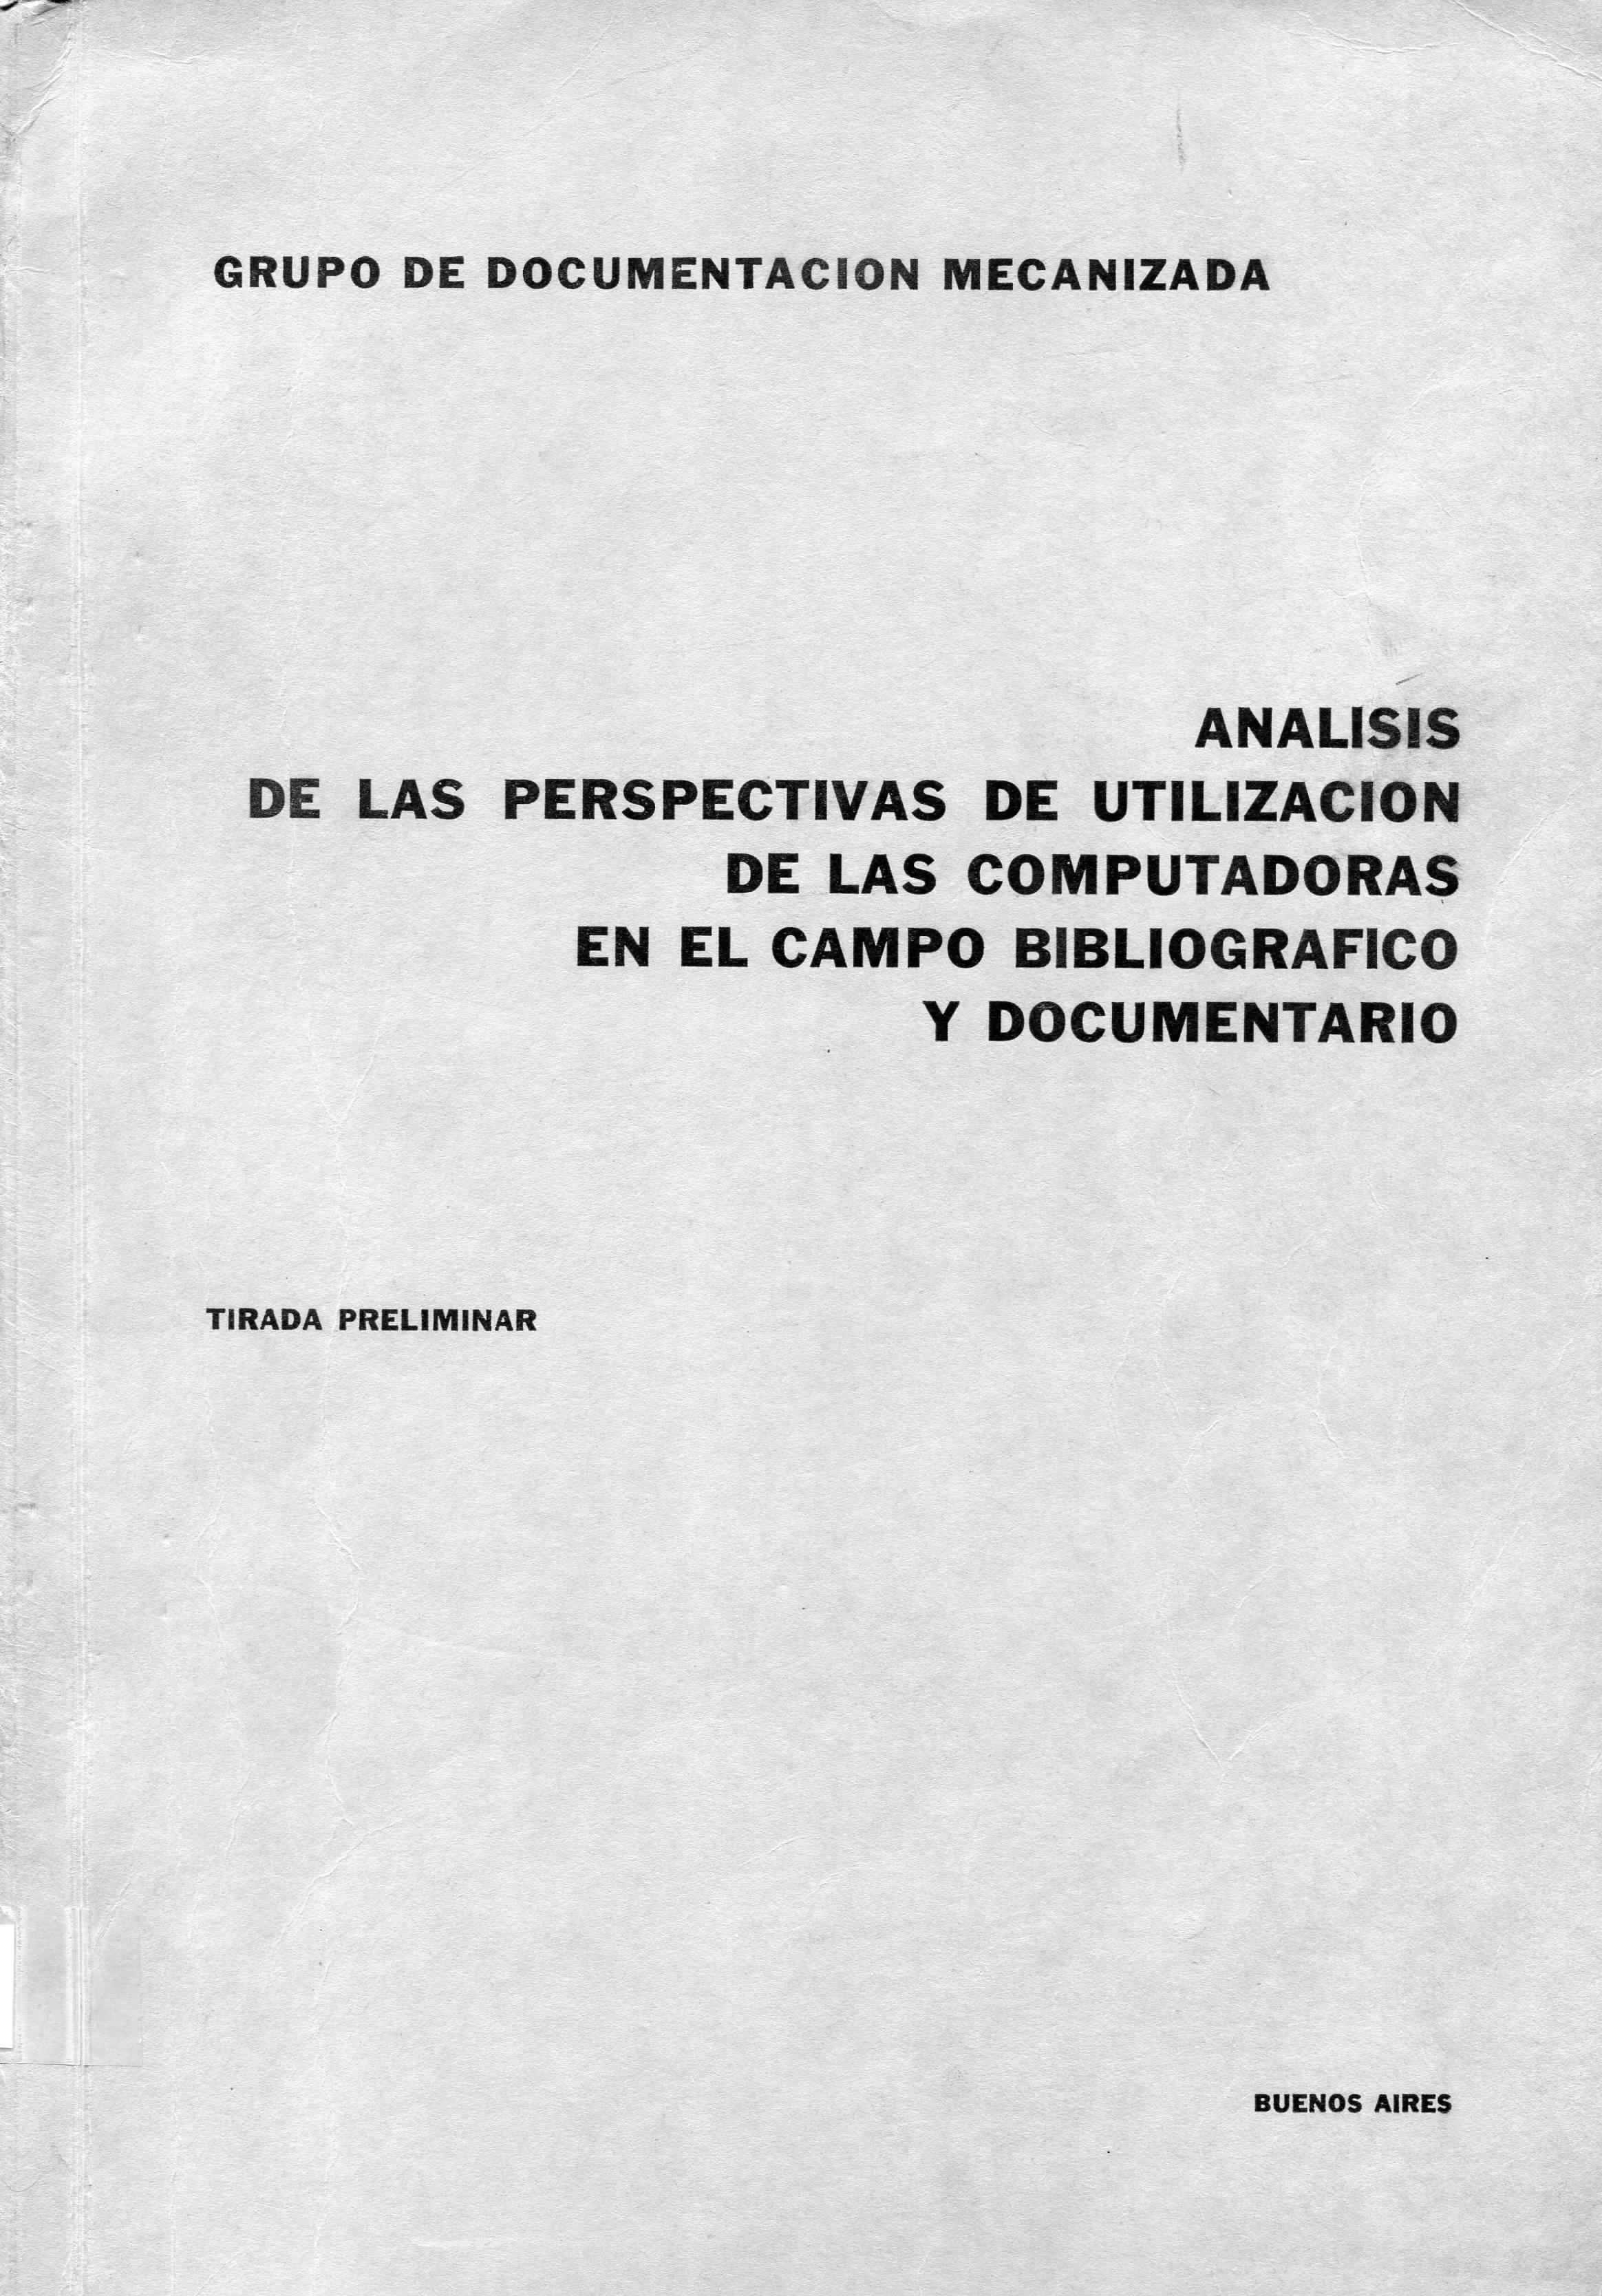 GRUPO DE DOCUMENTACION MECANIZADA
ANALISIS
DE LAS PERSPECTIVAS DE UTILIZACION
DE LAS COMPUTADORAS
EN EL CAMPO BIBLIOGRAFICO
Y DOCUMENTARIO
TIRADA PRELIMINAR
BUENOS AIRES